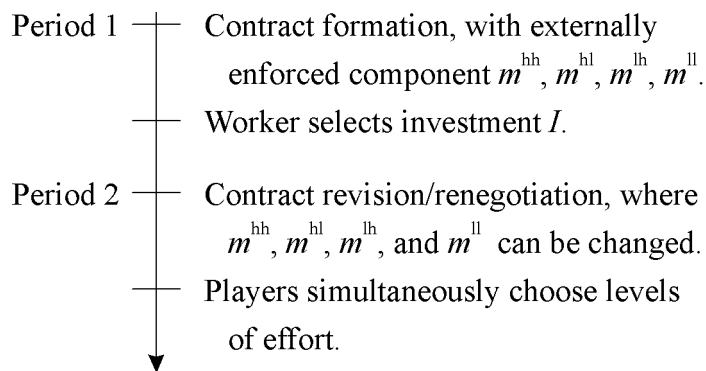 Period 1 Contract formation, with externally
enforced component m^hh, m^hl, m^lh, m^ll.
Worker selects investment I.
Period 2 Contract revision/renegotiation, where
m^hh, m^hl, m^lh, and m^ll can be changed.
Players simultaneously choose levels
of effort.